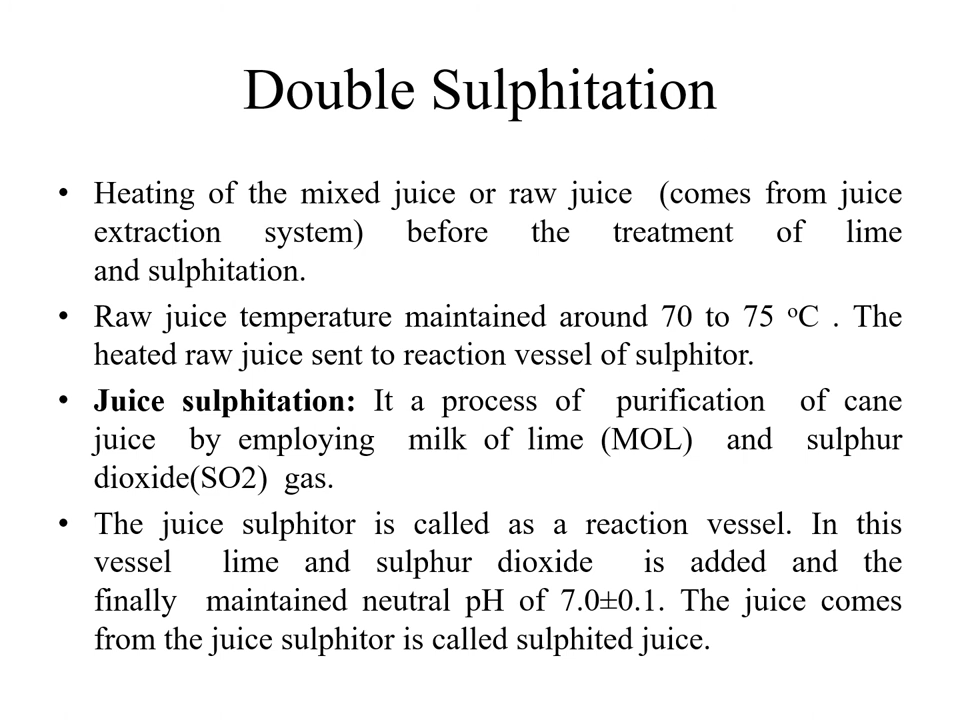 Double Sulphitation
• Heating of the mixed juice or raw juice (comes from juice
extraction system) before the treatment of lime
and sulphitation.
• Raw juice temperature maintained around 70 to 75 ᵒC . The
heated raw juice sent to reaction vessel of sulphitor.
• Juice sulphitation: It a process of purification of cane
juice by employing milk of lime (MOL) and sulphur
dioxide(SO2) gas.
• The juice sulphitor is called as a reaction vessel. In this
vessel lime and sulphur dioxide is added and the
finally maintained neutral pH of 7.0±0.1. The juice comes
from the juice sulphitor is called sulphited juice.